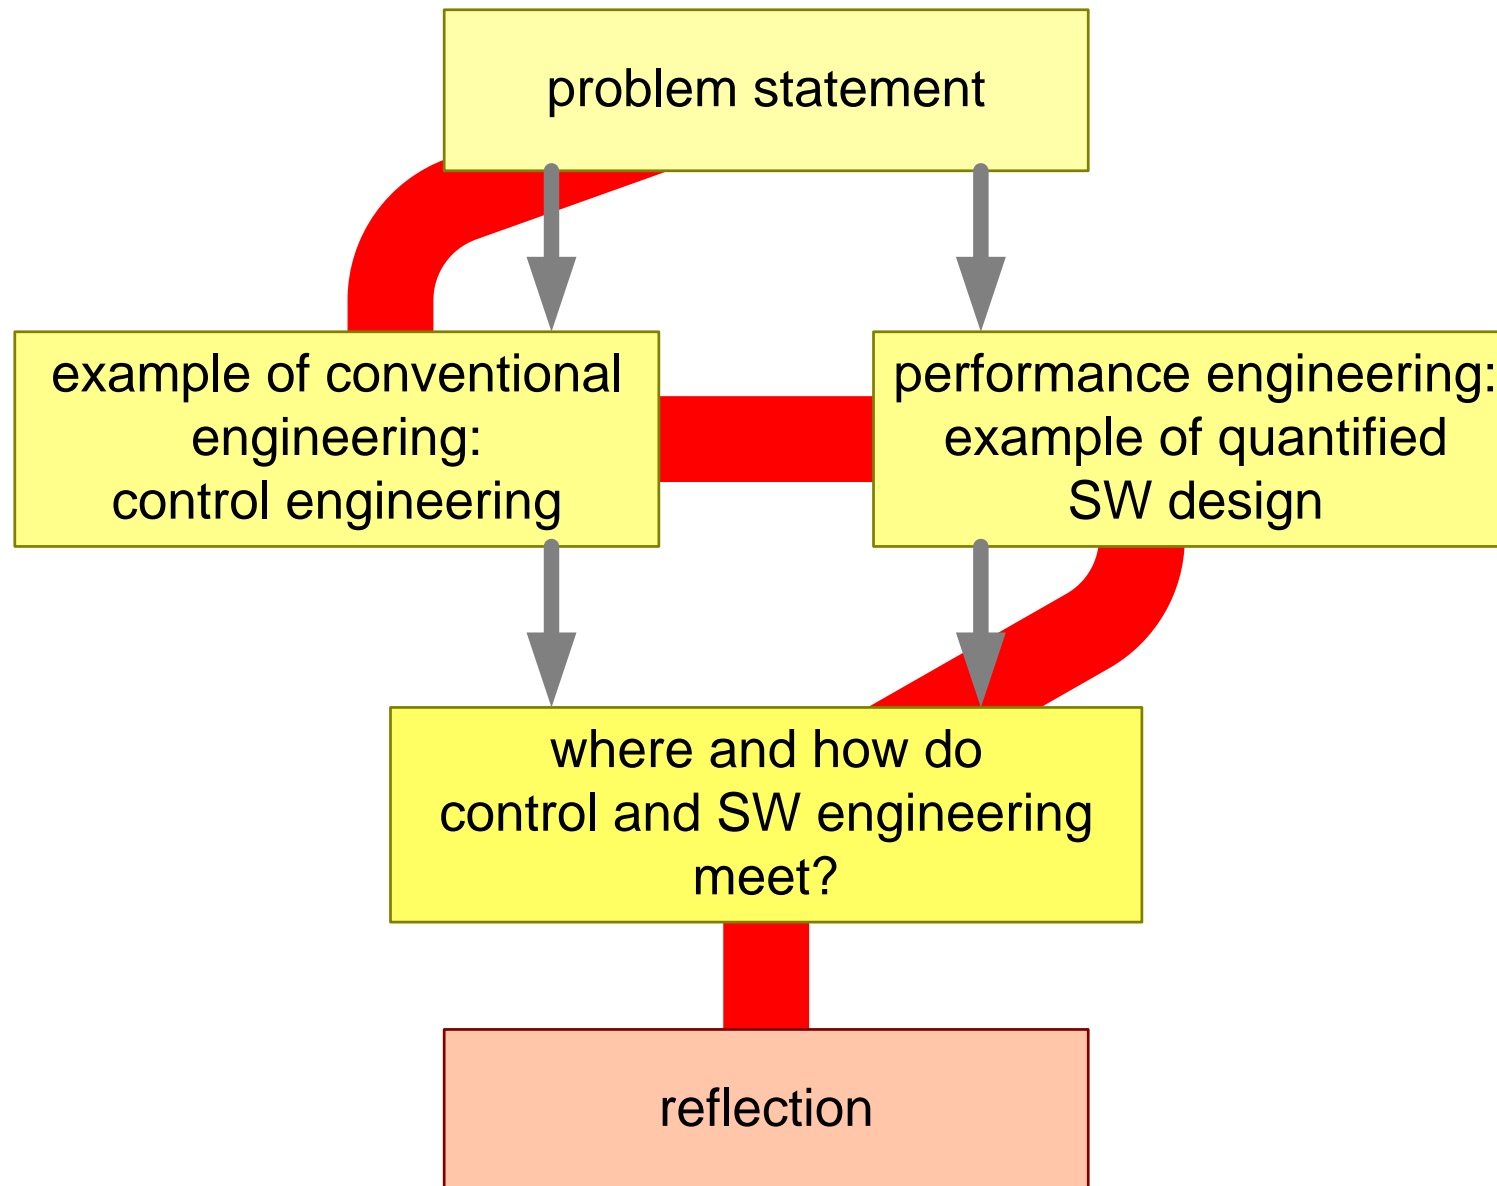 problem statement
example of conventional
engineering:
control engineering
performance engineering:
example of quantified
SW design
where and how do
control and SW engineering
meet?
reflection